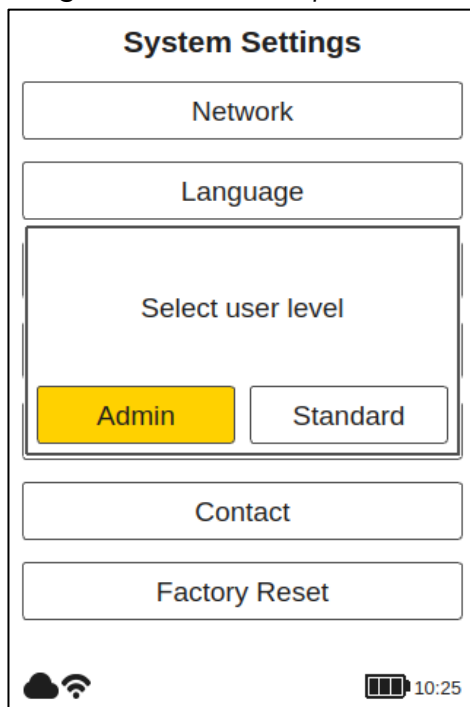 System Settings
Network
Language
Select user level
Admin Standard
Contact
Factory Reset
10:25